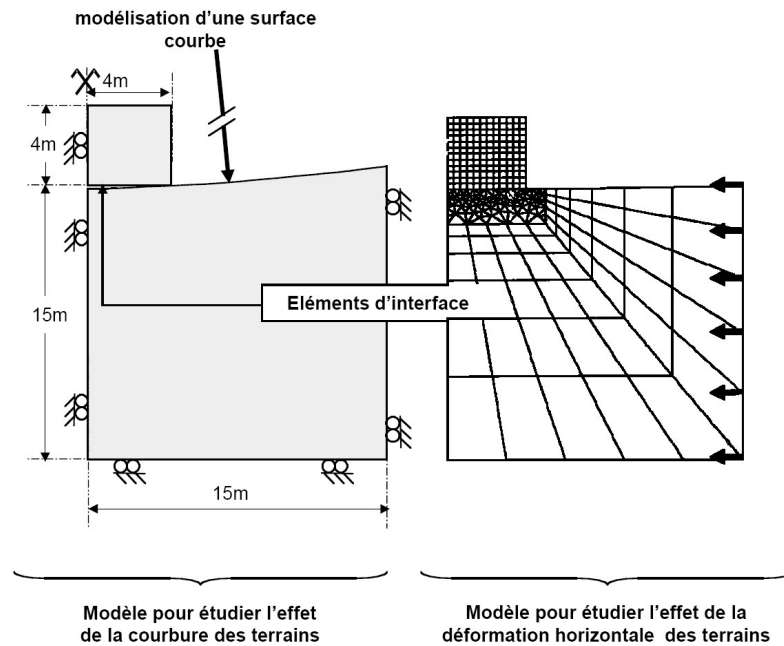 modélisation d'une surface
courbe
4m
4m
15m
Eléments d'interface
15m
Modèle pour étudier l'effet
de la courbure des terrains
Modèle pour étudier l'effet de la
déformation horizontale des terrains